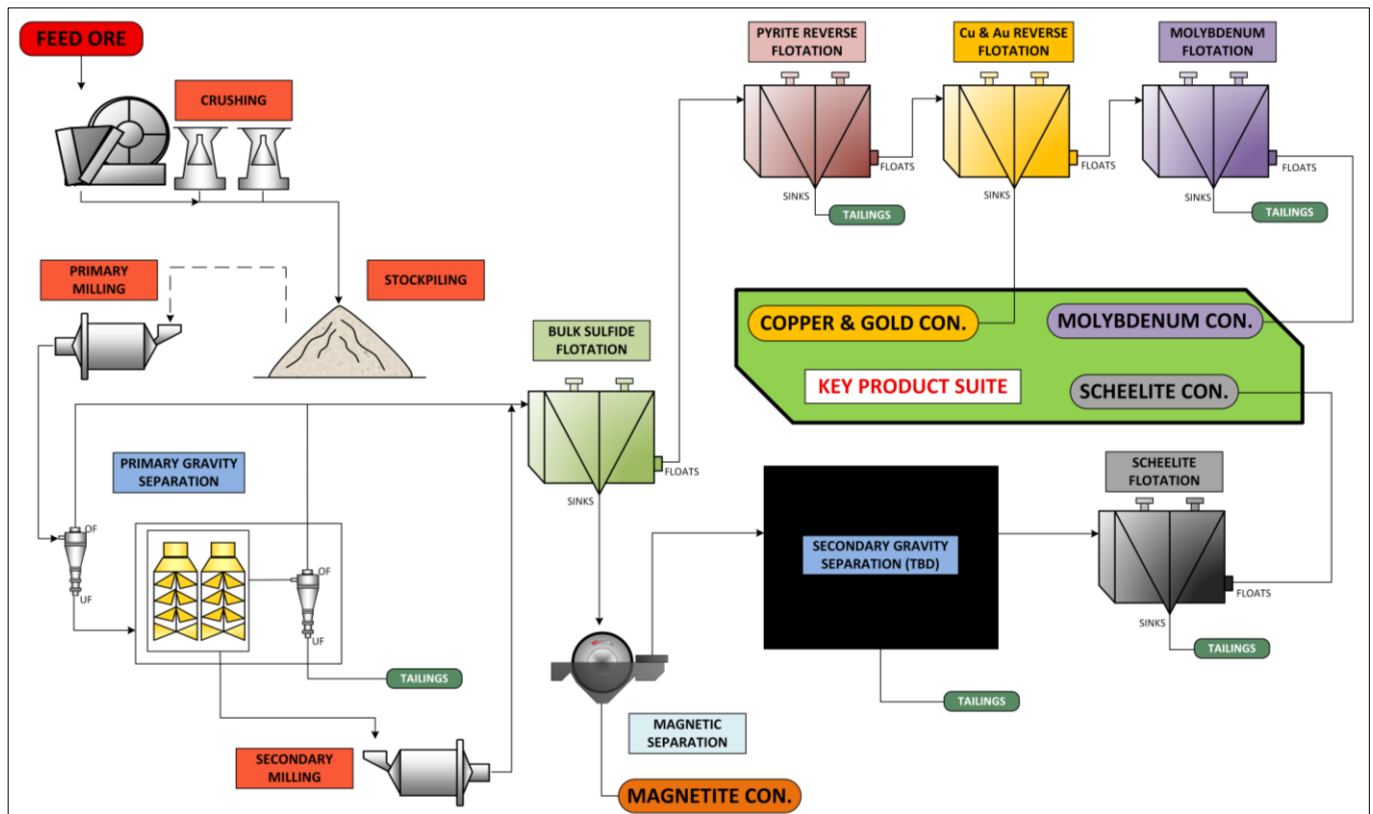 FEED ORE
CRUSHING
PRIMARY
MILLING
STOCKPILING
PRIMARY GRAVITY
SEPARATION
OF
UF
OF
UF
TAILINGS
SECONDARY
MILLING
BULK SULFIDE
FLOTATION
FLOATS
SINKS
MAGNETIC
SEPARATION
MAGNETITE CON.
PYRITE REVERSE
FLOTATION
FLOATS
SINKS
TAILINGS
Cu & Au REVERSE
FLOTATION
FLOATS
SINKS
MOLYBDENUM
FLOTATION
FLOATS
SINKS
TAILINGS
COPPER & GOLD CON.
MOLYBDENUM CON.
KEY PRODUCT SUITE
SCHEELITE CON.
SECONDARY GRAVITY
SEPARATION (TBD)
TAILINGS
SCHEELITE
FLOTATION
FLOATS
SINKS
TAILINGS